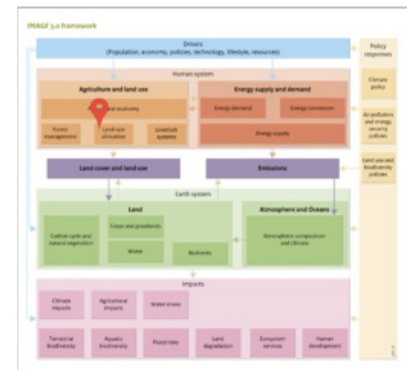 IMAGE 3.0 framework
Drivers
(Population, economy, policies, technology, lifestyle, resources)
Policy
responses
Human system
Agriculture and land use
Energy supply and demand
Climate
policy
economy
Energy demand
Energy conversion
Air pollution
and energy
security
policies
Forest
management
Land-use
allocation
Livestock
systems
Energy supply
Land cover and land use
Emissions
Land use and
biodiversity
policies
Earth system
Land
Atmosphere and Oceans
Carbon cycle and
natural vegetation
Crops and grasslands
Water
Nutrients
Atmospheric composition
and climate
Impacts
Climate
impacts
Agricultural
impacts
Water stress
Terrestrial
biodiversity
Aquatic
biodiversity
Flood risks
Land
degradation
Ecosystem
services
Human
development